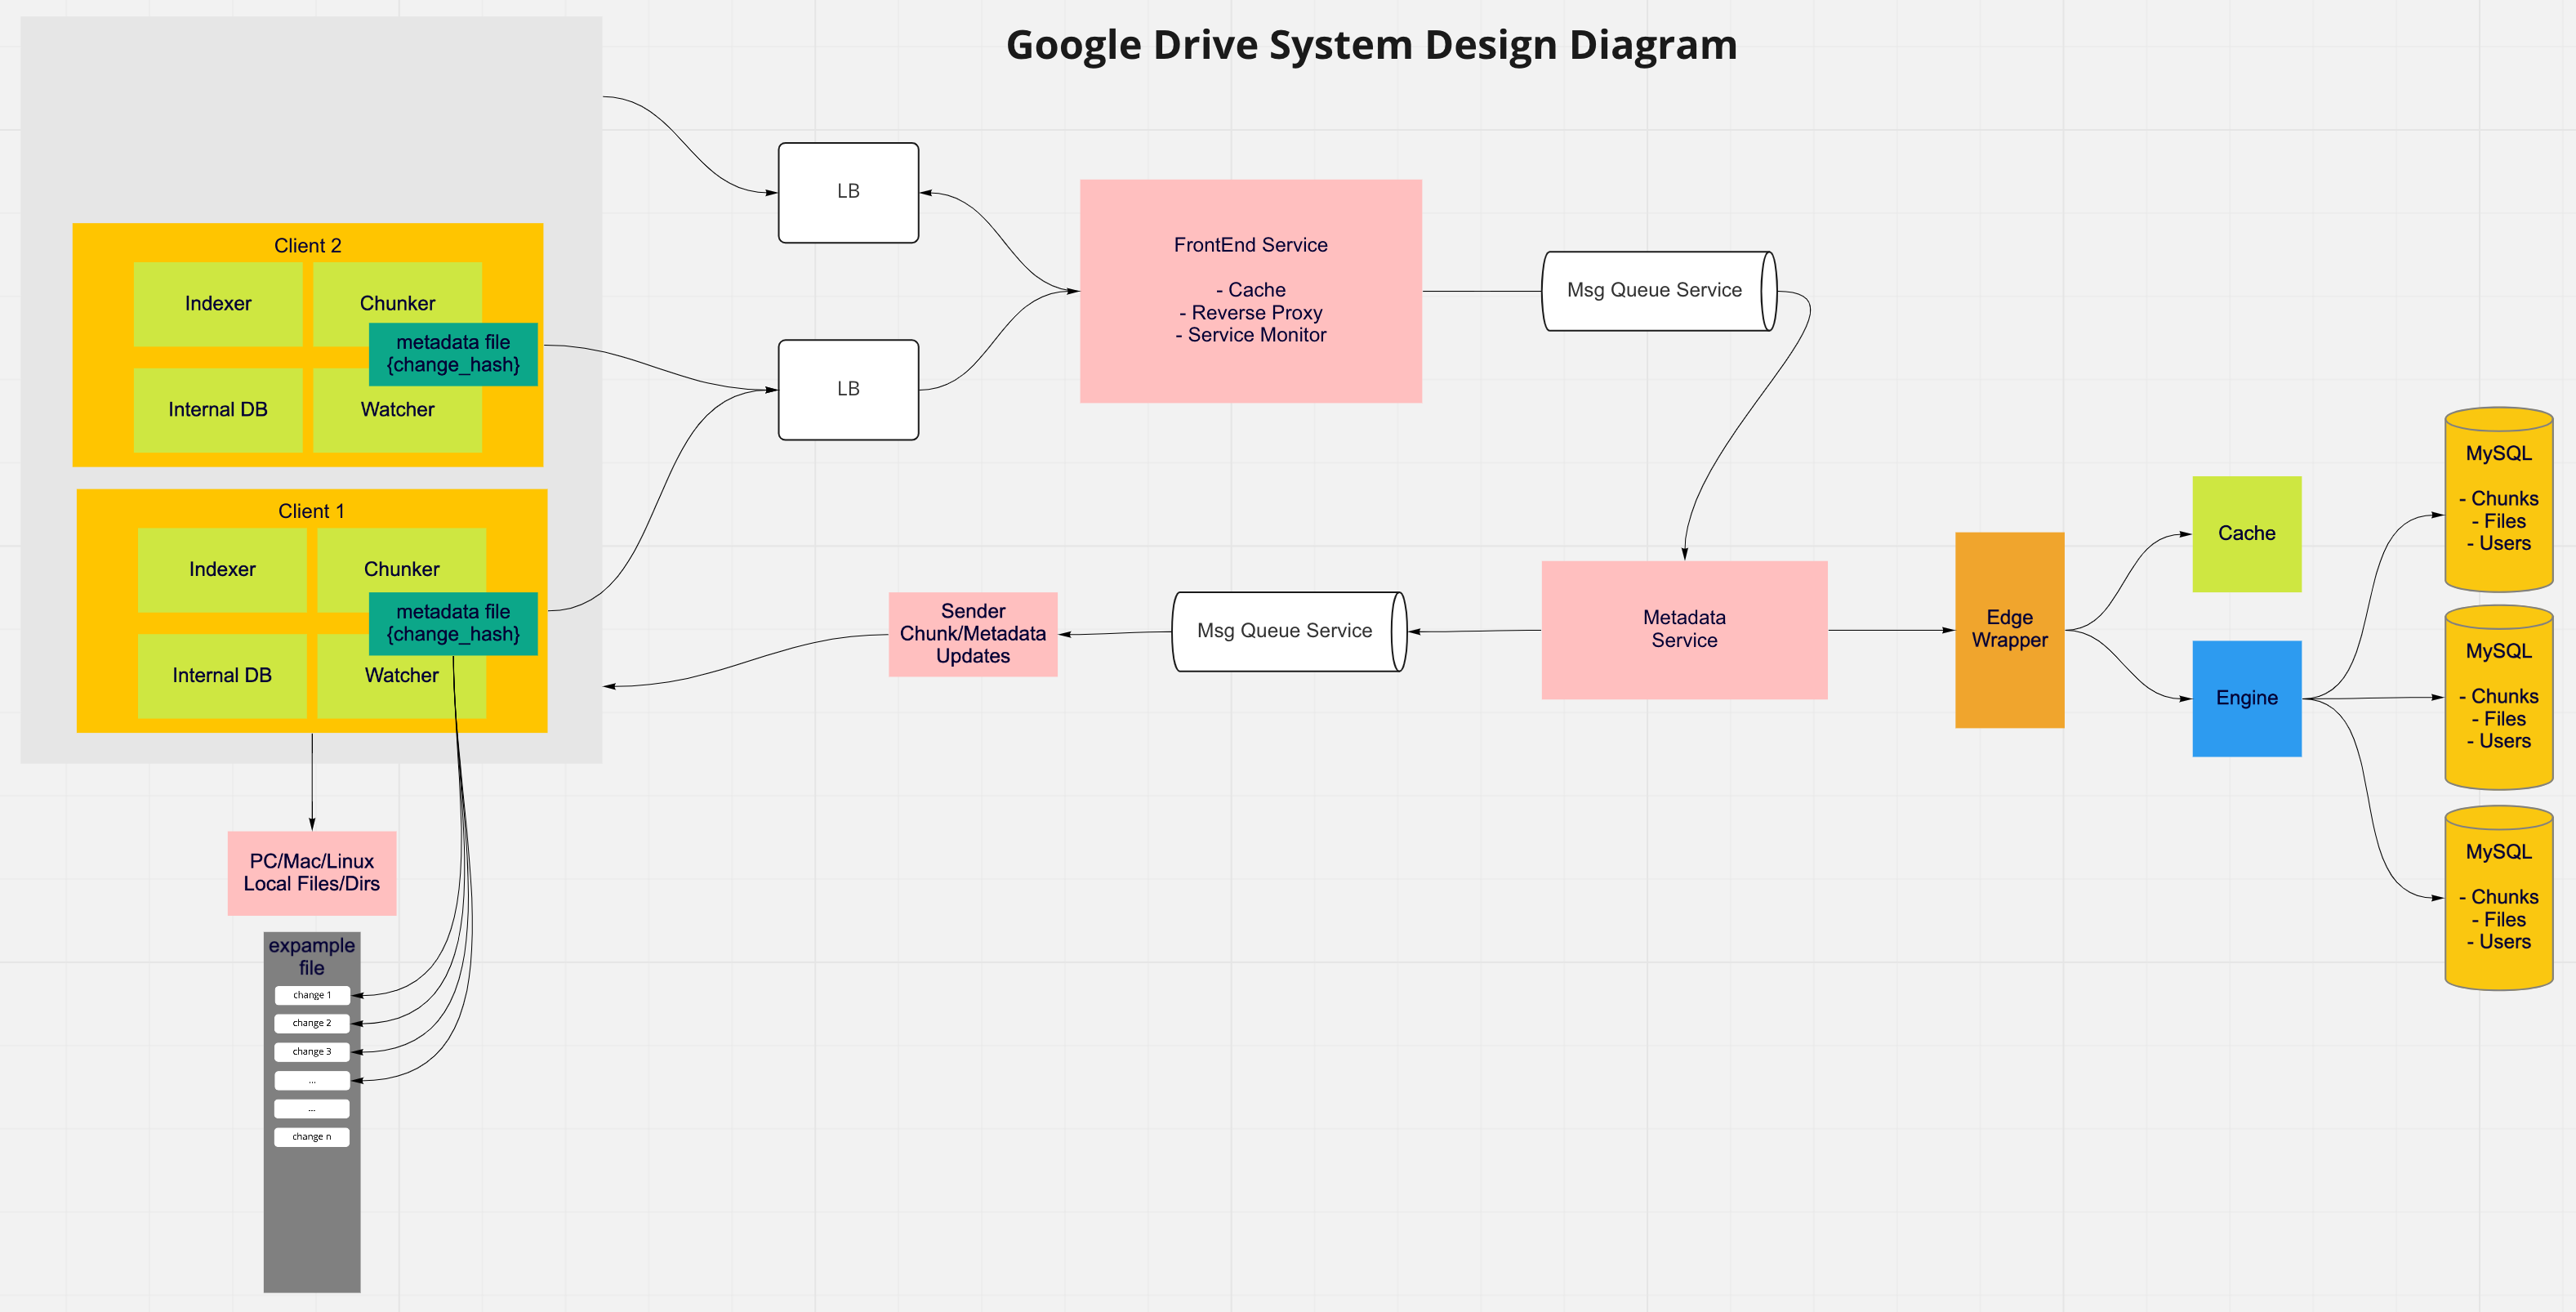 Google Drive System Design Diagram
Client 2
Indexer
Chunker
metadata file
{change_hash}
Internal DB
Watcher
Client 1
Indexer
Chunker
metadata file
{change_hash}
Internal DB
Watcher
PC/Mac/Linux
Local Files/Dirs
expample
file
change 1
change 2
change 3
...
...
change n
LB
LB
FrontEnd Service
- Cache
- Reverse Proxy
- Service Monitor
Msg Queue Service
Sender
Chunk/Metadata
Updates
Msg Queue Service
Metadata
Service
Edge
Wrapper
Cache
Engine
MySQL
- Chunks
- Files
- Users
MySQL
- Chunks
- Files
- Users
MySQL
- Chunks
- Files
- Users